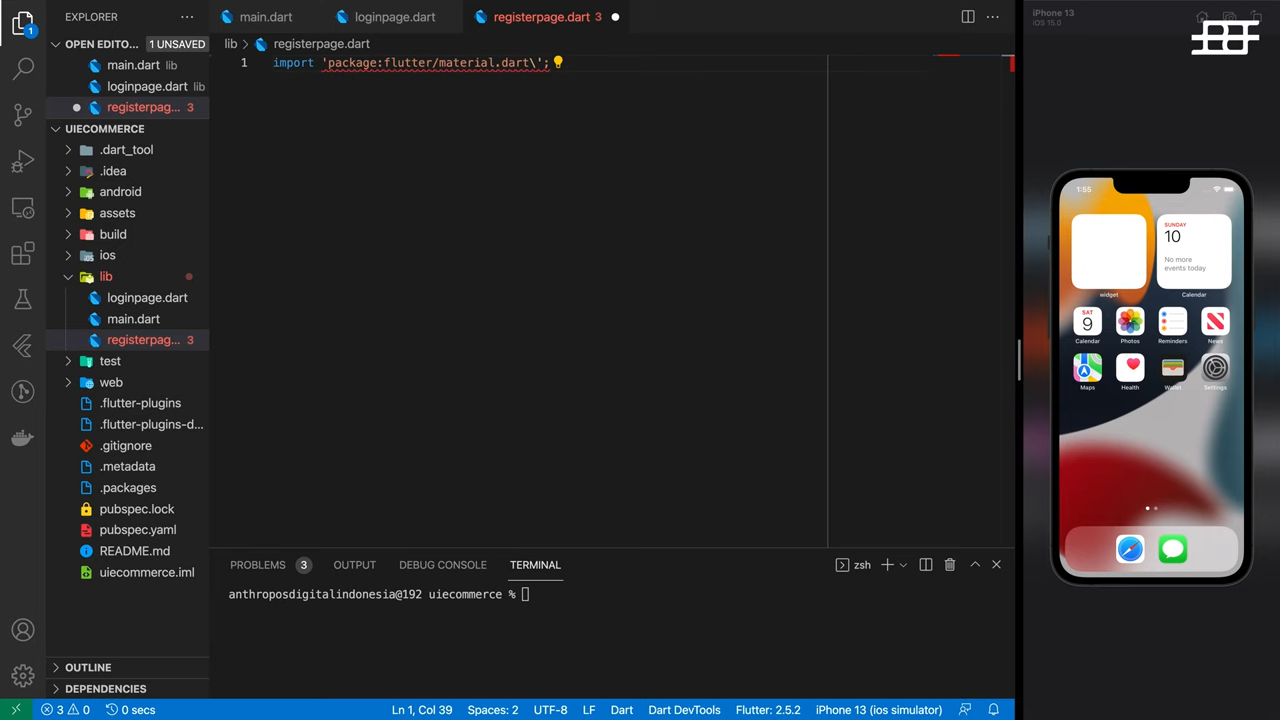 EXPLORER
OPEN EDITO... 1 UNSAVED
main.dart lib
loginpage.dart lib
registerpag... 3
UIECOMMERCE
.dart_tool
.idea
android
assets
build
ios
lib
loginpage.dart
main.dart
registerpag... 3
test
web
.flutter-plugins
.flutter-plugins-d...
.gitignore
.metadata
.packages
pubspec.lock
pubspec.yaml
README.md
uiecommerce.iml
OUTLINE
DEPENDENCIES
1
main.dart
loginpage.dart
registerpage.dart 3
lib > registerpage.dart
1 import 'package:flutter/material.dart\';
PROBLEMS 3 OUTPUT DEBUG CONSOLE TERMINAL
zsh
anthroposdigitalindonesia@192 uiecommerce %
3 0 0 secs
Ln 1, Col 39 Spaces: 2 UTF-8 LF Dart Dart DevTools Flutter: 2.5.2 iPhone 13 (ios simulator)
iPhone 13
iOS 15.0
1:55
SUNDAY
10
No more
events today
widget Calendar
SAT
9
Calendar Photos Reminders News
Maps Health Wallet Settings